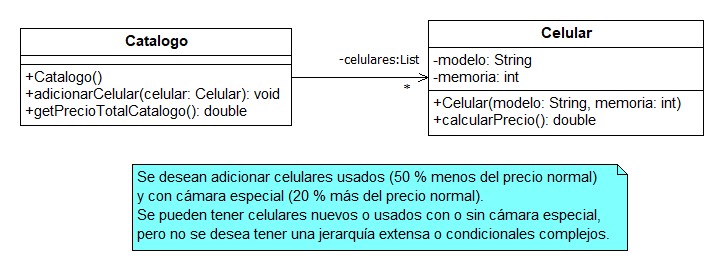 Catalogo
+Catalogo()
+adicionarCelular(celular: Celular): void
+getPrecioTotalCatalogo(): double
-celulares:List
*
Celular
-modelo: String
-memoria: int
+Celular(modelo: String, memoria: int)
+calcularPrecio(): double
Se desean adicionar celulares usados (50 % menos del precio normal)
y con cámara especial (20 % más del precio normal).
Se pueden tener celulares nuevos o usados con o sin cámara especial,
pero no se desea tener una jerarquía extensa o condicionales complejos.